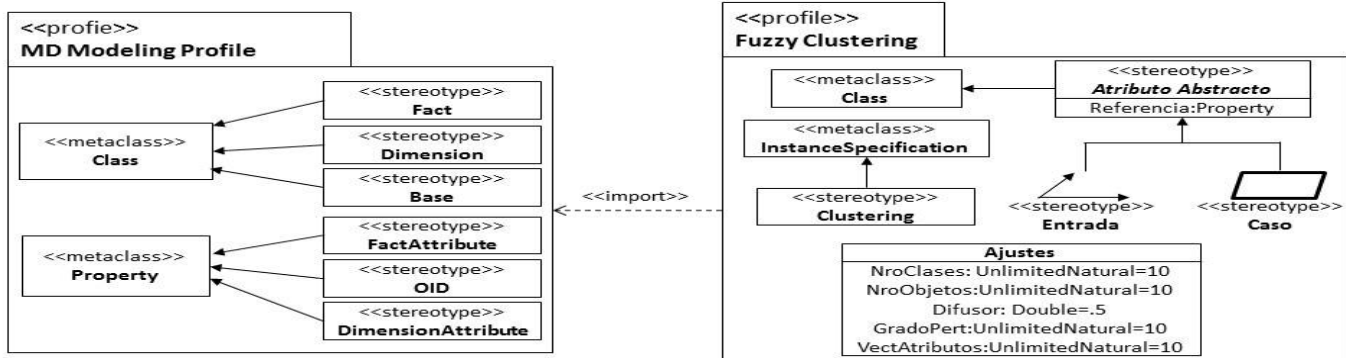 <<profie>>
MD Modeling Profile
<<metaclass>>
Class
<<stereotype>>
Fact
<<stereotype>>
Dimension
<<stereotype>>
Base
<<metaclass>>
Property
<<stereotype>>
FactAttribute
<<stereotype>>
OID
<<stereotype>>
DimensionAttribute
<<import>>
<<profile>>
Fuzzy Clustering
<<metaclass>>
Class
<<stereotype>>
Atributo Abstracto
Referencia:Property
<<metaclass>>
InstanceSpecification
<<stereotype>>
Clustering
<<stereotype>>
Entrada
<<stereotype>>
Caso
Ajustes
NroClases: UnlimitedNatural=10
NroObjetos:UnlimitedNatural=10
Difusor: Double=.5
GradoPert:UnlimitedNatural=10
VectAtributos:UnlimitedNatural=10